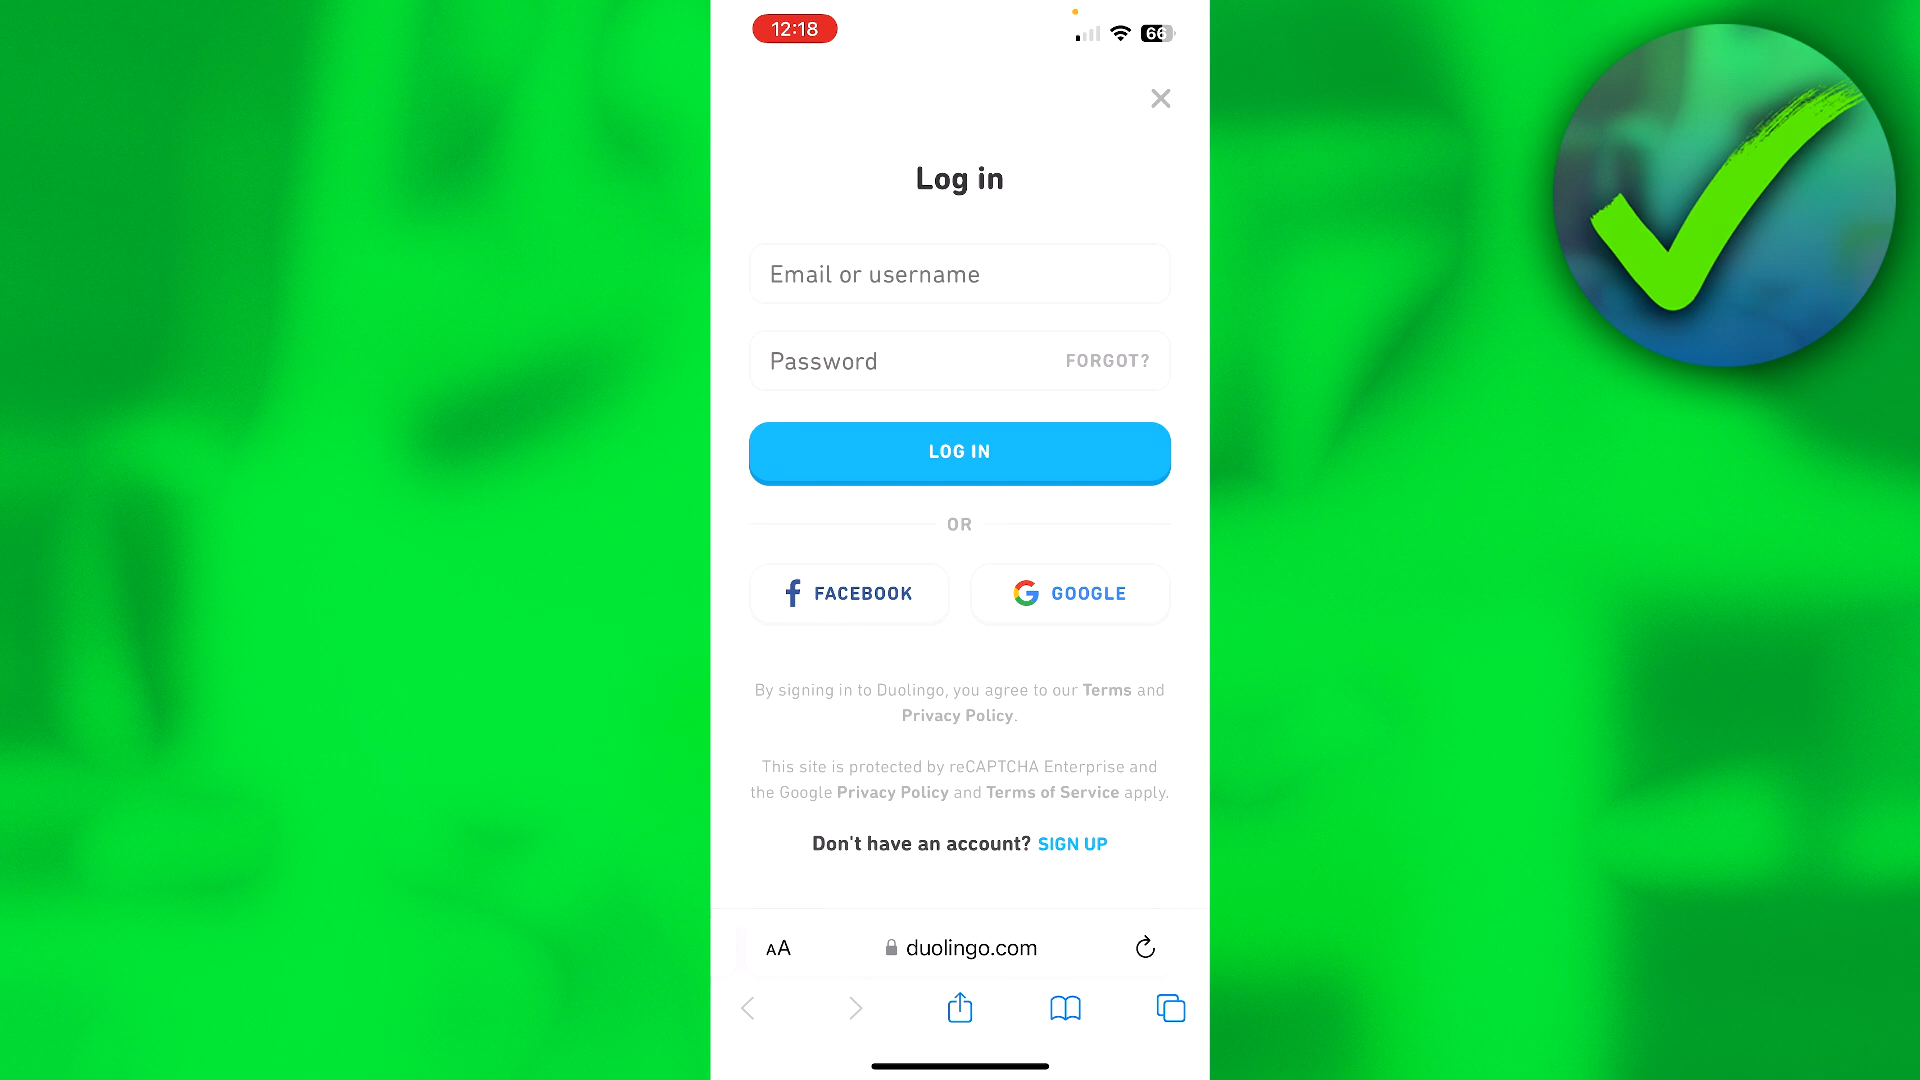 12:18
66
Log in
Email or username
Password FORGOT?
LOG IN
OR
FACEBOOK GOOGLE
By signing in to Duolingo, you agree to our Terms and
Privacy Policy.
This site is protected by reCAPTCHA Enterprise and
the Google Privacy Policy and Terms of Service apply.
Don't have an account? SIGN UP
AA duolingo.com